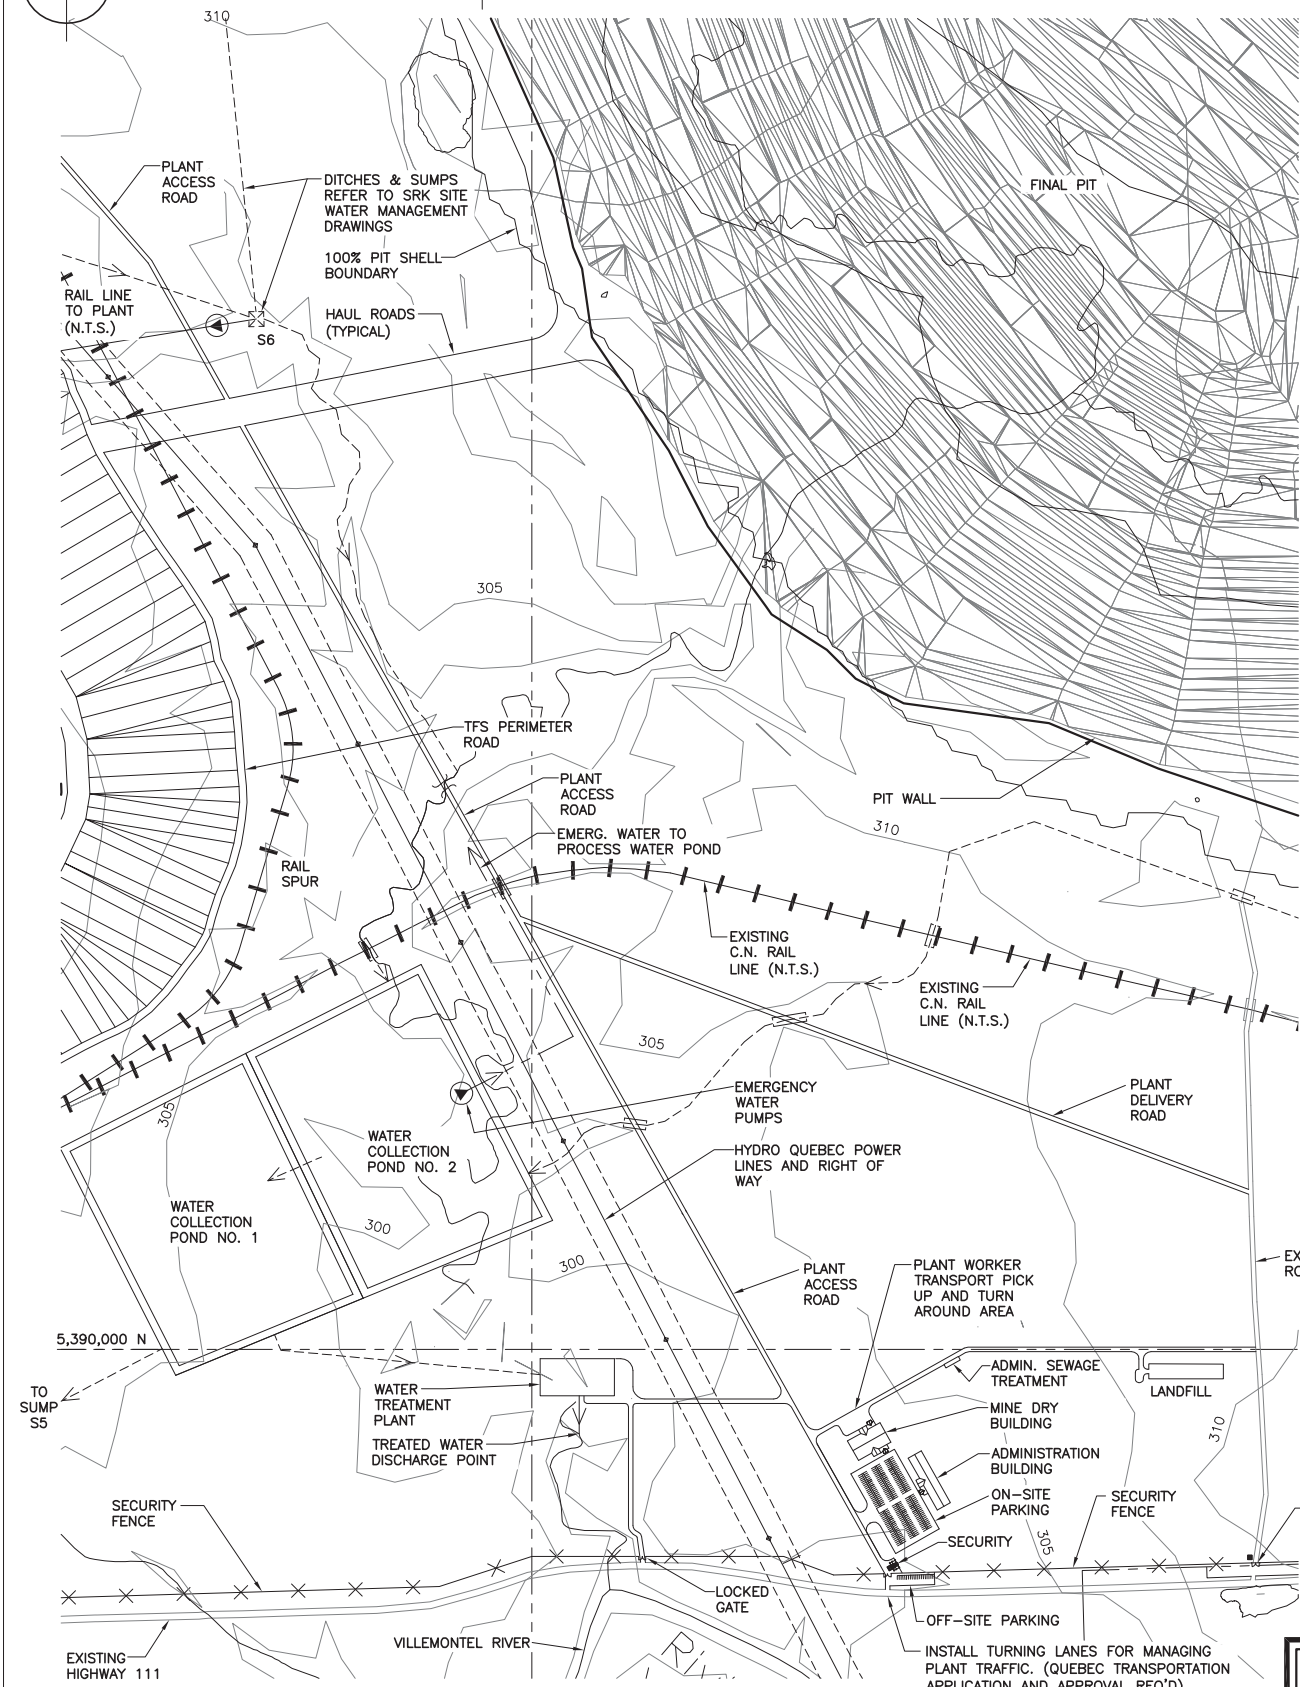 310
PLANT
ACCESS
ROAD
DITCHES & SUMPS
REFER TO SRK SITE
WATER MANAGEMENT
DRAWINGS
FINAL PIT
100% PIT SHELL
BOUNDARY
RAIL LINE
TO PLANT
(N.T.S.)
HAUL ROADS
(TYPICAL)
S6
305
TFS PERIMETER
ROAD
PLANT
ACCESS
ROAD
PIT WALL
310
EMERG. WATER TO
PROCESS WATER POND
RAIL
SPUR
EXISTING
C.N. RAIL
LINE (N.T.S.)
EXISTING
C.N. RAIL
LINE (N.T.S.)
305
305
EMERGENCY
WATER
PUMPS
PLANT
DELIVERY
ROAD
WATER
COLLECTION
POND NO. 2
HYDRO QUEBEC POWER
LINES AND RIGHT OF
WAY
WATER
COLLECTION
POND NO. 1
300
300
PLANT
ACCESS
ROAD
PLANT WORKER
TRANSPORT PICK
UP AND TURN
AROUND AREA
EX
RO
5,390,000 N
TO
SUMP
S5
WATER
TREATMENT
PLANT
ADMIN. SEWAGE
TREATMENT
LANDFILL
MINE DRY
BUILDING
310
TREATED WATER
DISCHARGE POINT
ADMINISTRATION
BUILDING
ON-SITE
PARKING
SECURITY
FENCE
SECURITY
FENCE
305
SECURITY
LOCKED
GATE
OFF-SITE PARKING
VILLEMONTEL RIVER
EXISTING
HIGHWAY 111
INSTALL TURNING LANES FOR MANAGING
PLANT TRAFFIC. (QUEBEC TRANSPORTATION
APPLICATION AND APPROVAL REQ'D)